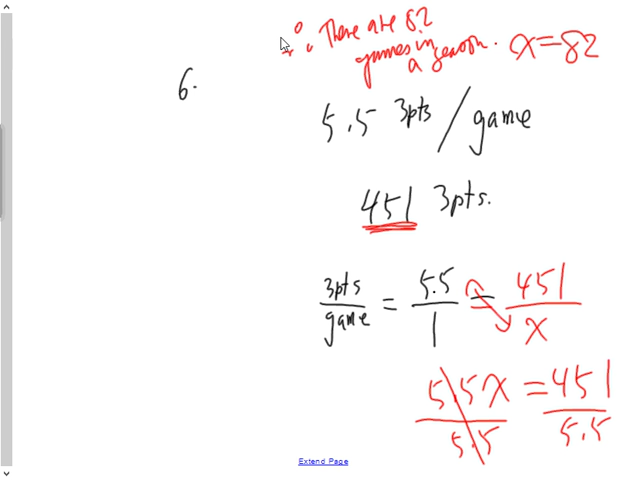 ∴ There are 82
games in
a season. x = 82
6.
5.5 3pts / game
451 3pts.
3pts/game = 5.5/1 = 451/x
5.5x/5.5 = 451/5.5
Extend Page